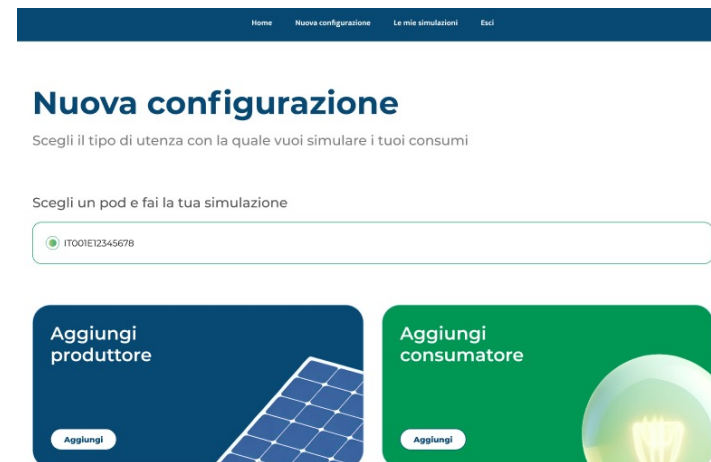 Home Nuova configurazione Le mie simulazioni Esci
Nuova configurazione
Scegli il tipo di utenza con la quale vuoi simulare i tuoi consumi
Scegli un pod e fai la tua simulazione
IT001E12345678
Aggiungi
produttore
Aggiungi
Aggiungi
consumatore
Aggiungi